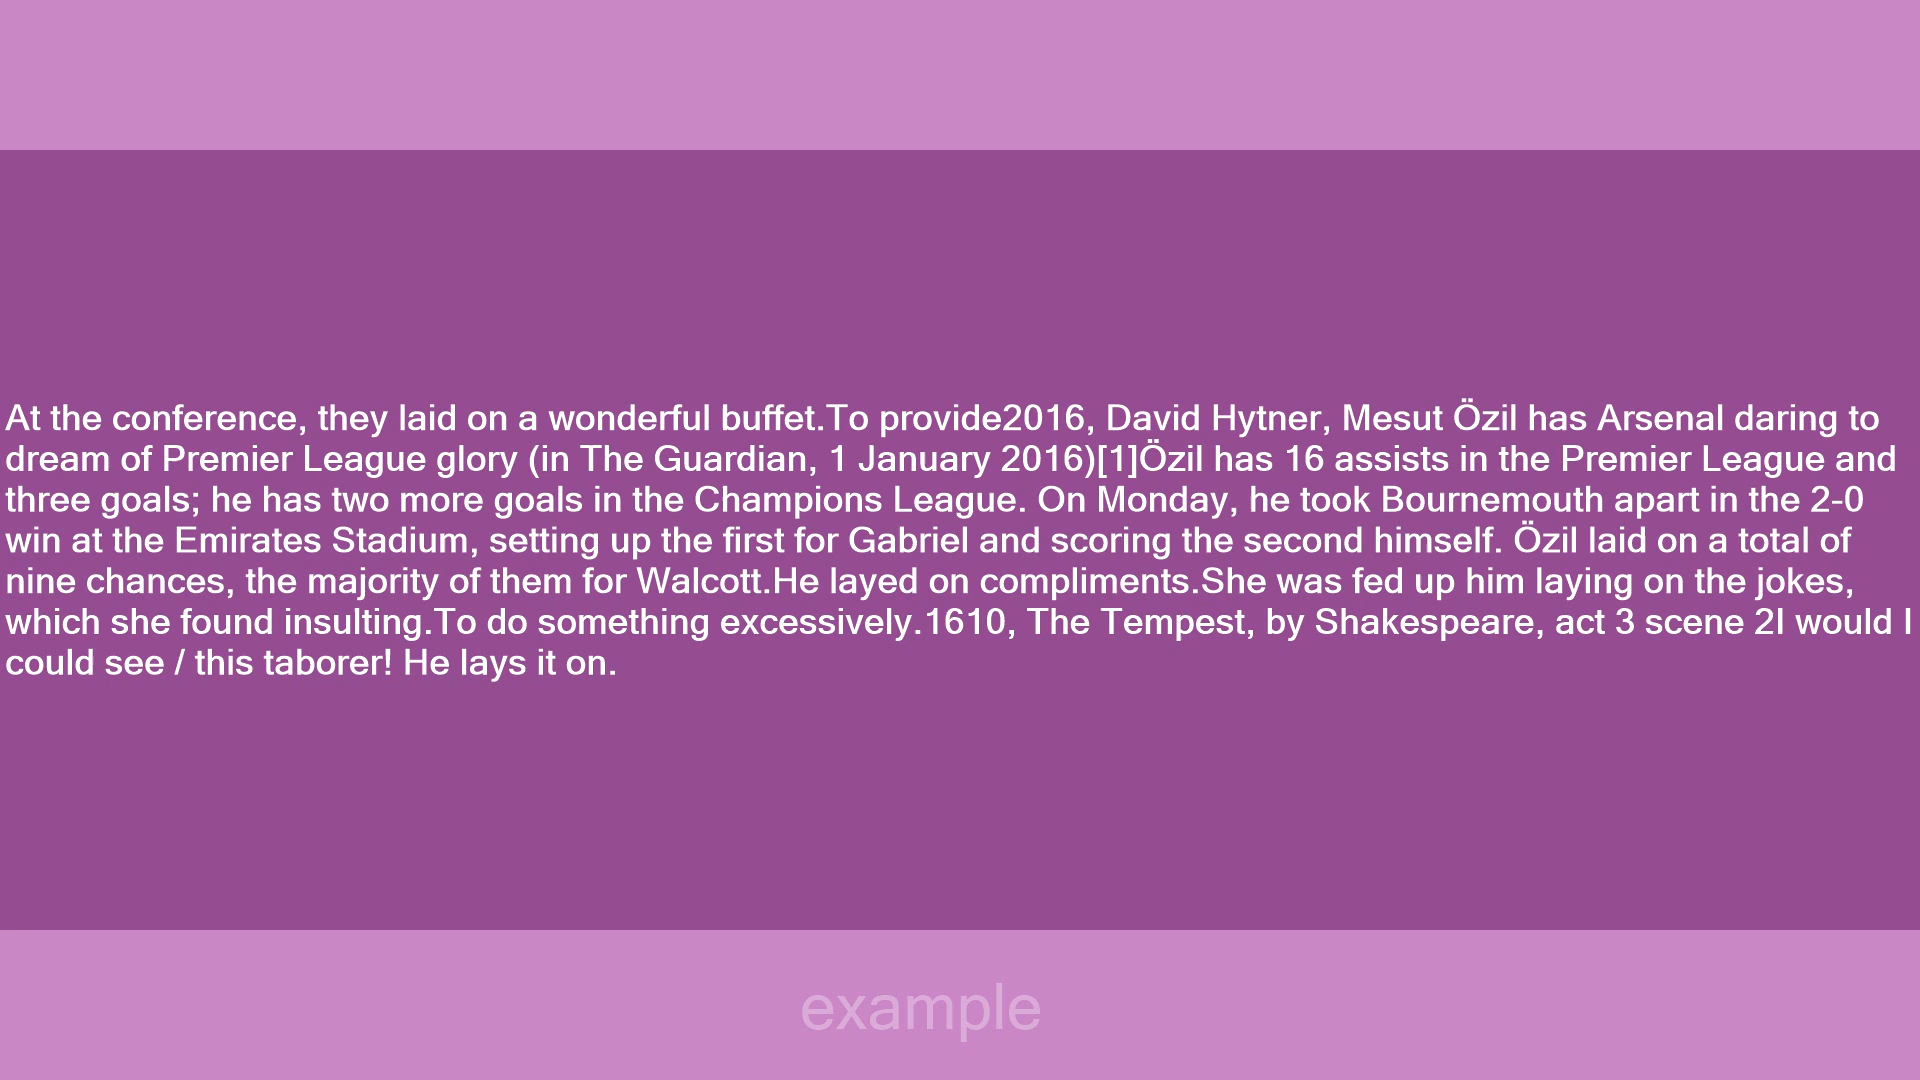 At the conference, they laid on a wonderful buffet.To provide2016, David Hytner, Mesut Özil has Arsenal daring to
dream of Premier League glory (in The Guardian, 1 January 2016)[1]Özil has 16 assists in the Premier League and
three goals; he has two more goals in the Champions League. On Monday, he took Bournemouth apart in the 2-0
win at the Emirates Stadium, setting up the first for Gabriel and scoring the second himself. Özil laid on a total of
nine chances, the majority of them for Walcott.He layed on compliments.She was fed up him laying on the jokes,
which she found insulting.To do something excessively.1610, The Tempest, by Shakespeare, act 3 scene 2I would I
could see / this taborer! He lays it on.
example